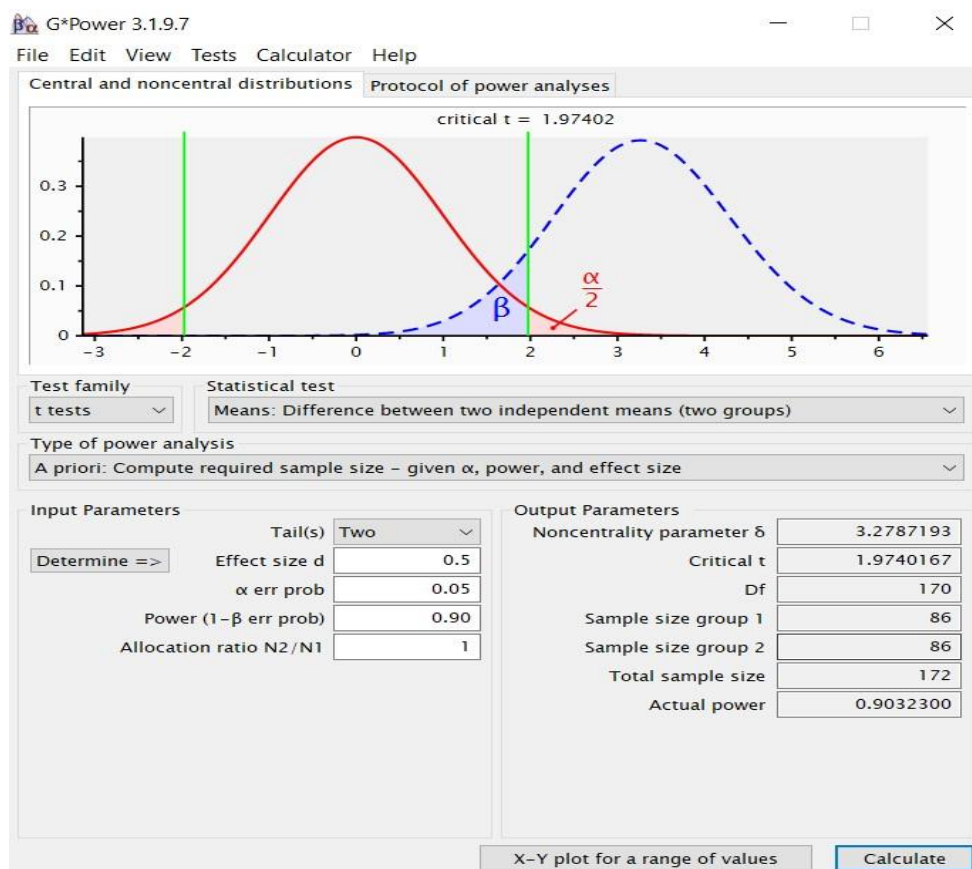 βα G*Power 3.1.9.7
File Edit View Tests Calculator Help
Central and noncentral distributions Protocol of power analyses
critical t = 1.97402
0.3
0.2
0.1
0
β
α
2
-3 -2 -1 0 1 2 3 4 5 6
Test family Statistical test
t tests Means: Difference between two independent means (two groups)
Type of power analysis
A priori: Compute required sample size – given α, power, and effect size
Input Parameters Output Parameters
Tail(s) Two Noncentrality parameter δ 3.2787193
Determine => Effect size d 0.5 Critical t 1.9740167
α err prob 0.05 Df 170
Power (1-β err prob) 0.90 Sample size group 1 86
Allocation ratio N2/N1 1 Sample size group 2 86
Total sample size 172
Actual power 0.9032300
X-Y plot for a range of values Calculate